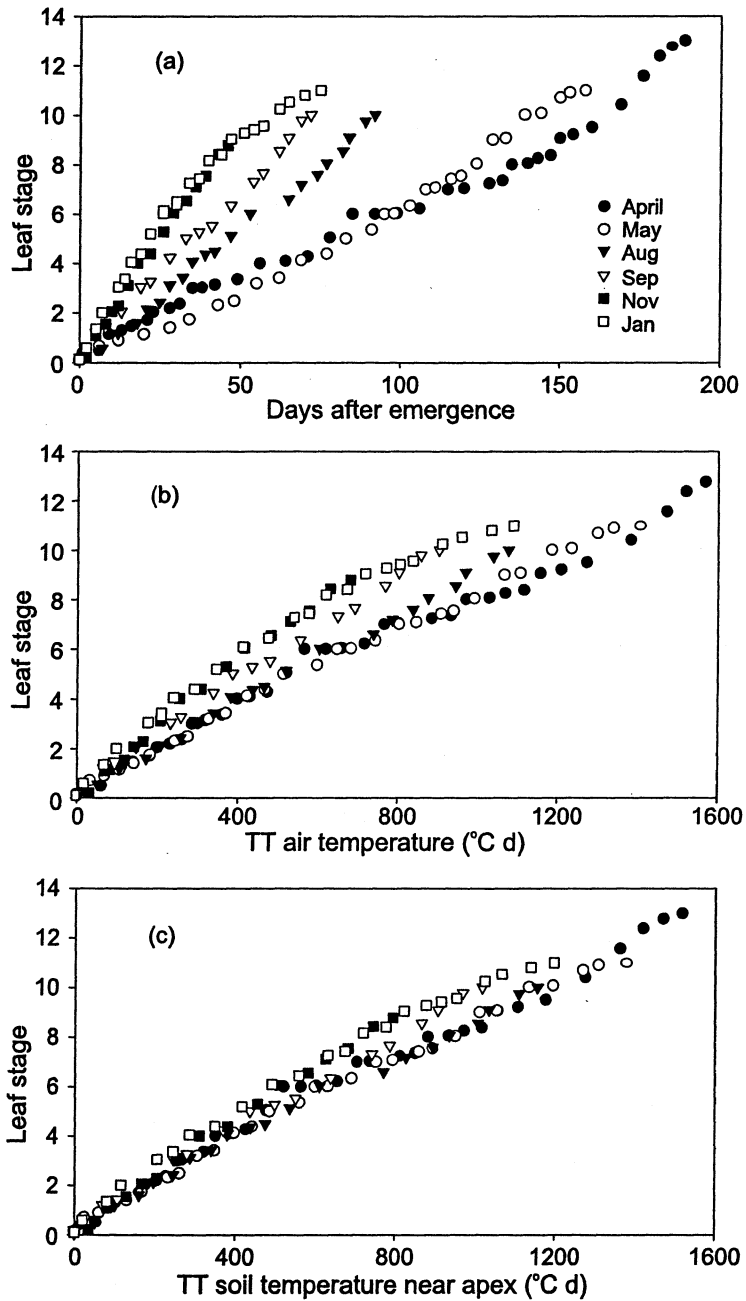 14
(a)
12
10
8
6
4
2
0
Leaf stage
April
May
Aug
Sep
Nov
Jan
0 50 100 150 200
Days after emergence
14
(b)
12
10
8
6
4
2
0
Leaf stage
0 400 800 1200 1600
TT air temperature (°C d)
14
(c)
12
10
8
6
4
2
0
Leaf stage
0 400 800 1200 1600
TT soil temperature near apex (°C d)